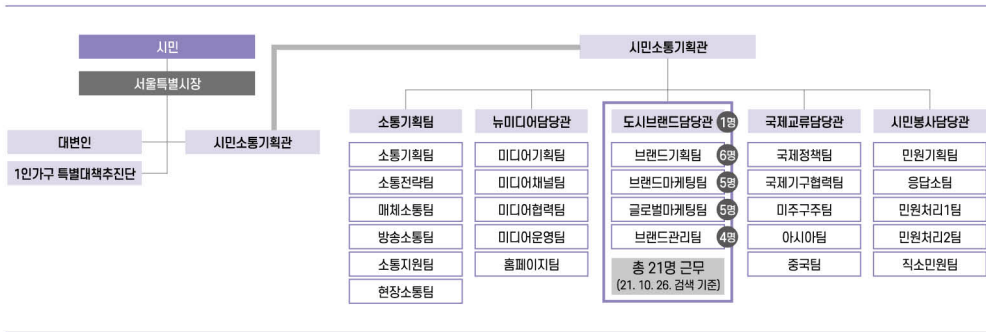 시민
서울특별시장
대변인
시민소통기획관
1인가구 특별대책추진단
시민소통기획관
소통기획팀
소통기획팀
소통전략팀
매체소통팀
방송소통팀
소통지원팀
현장소통팀
뉴미디어담당관
미디어기획팀
미디어채널팀
미디어협력팀
미디어운영팀
홈페이지팀
도시브랜드담당관 1명
브랜드기획팀 6명
브랜드마케팅팀 5명
글로벌마케팅팀 5명
브랜드관리팀 4명
총 21명 근무
(21. 10. 26. 검색 기준)
국제교류담당관
국제정책팀
국제기구협력팀
미주구주팀
아시아팀
중국팀
시민봉사담당관
민원기획팀
응답소팀
민원처리1팀
민원처리2팀
직소민원팀